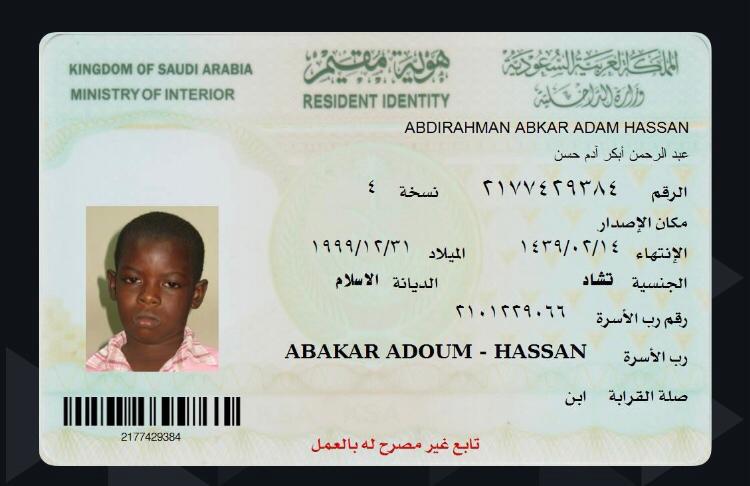 KINGDOM OF SAUDI ARABIA
MINISTRY OF INTERIOR
هوية مقيم
RESIDENT IDENTITY
المملكة العربية السعودية
وزارة الداخلية
ABDIRAHMAN ABKAR ADAM HASSAN
عبد الرحمن أبكر آدم حسن
الرقم ٢١٧٧٤٢٩٣٨٤ نسخة ٤
مكان الإصدار
الإنتهاء ١٤٣٩/٠٢/١٤ الميلاد ١٩٩٩/١٢/٣١
الجنسية تشاد الديانة الاسلام
رقم رب الأسرة ٢١٠١٢٢٩٠٦٦
رب الأسرة ABAKAR ADOUM - HASSAN
صلة القرابة ابن
2177429384
تابع غير مصرح له بالعمل